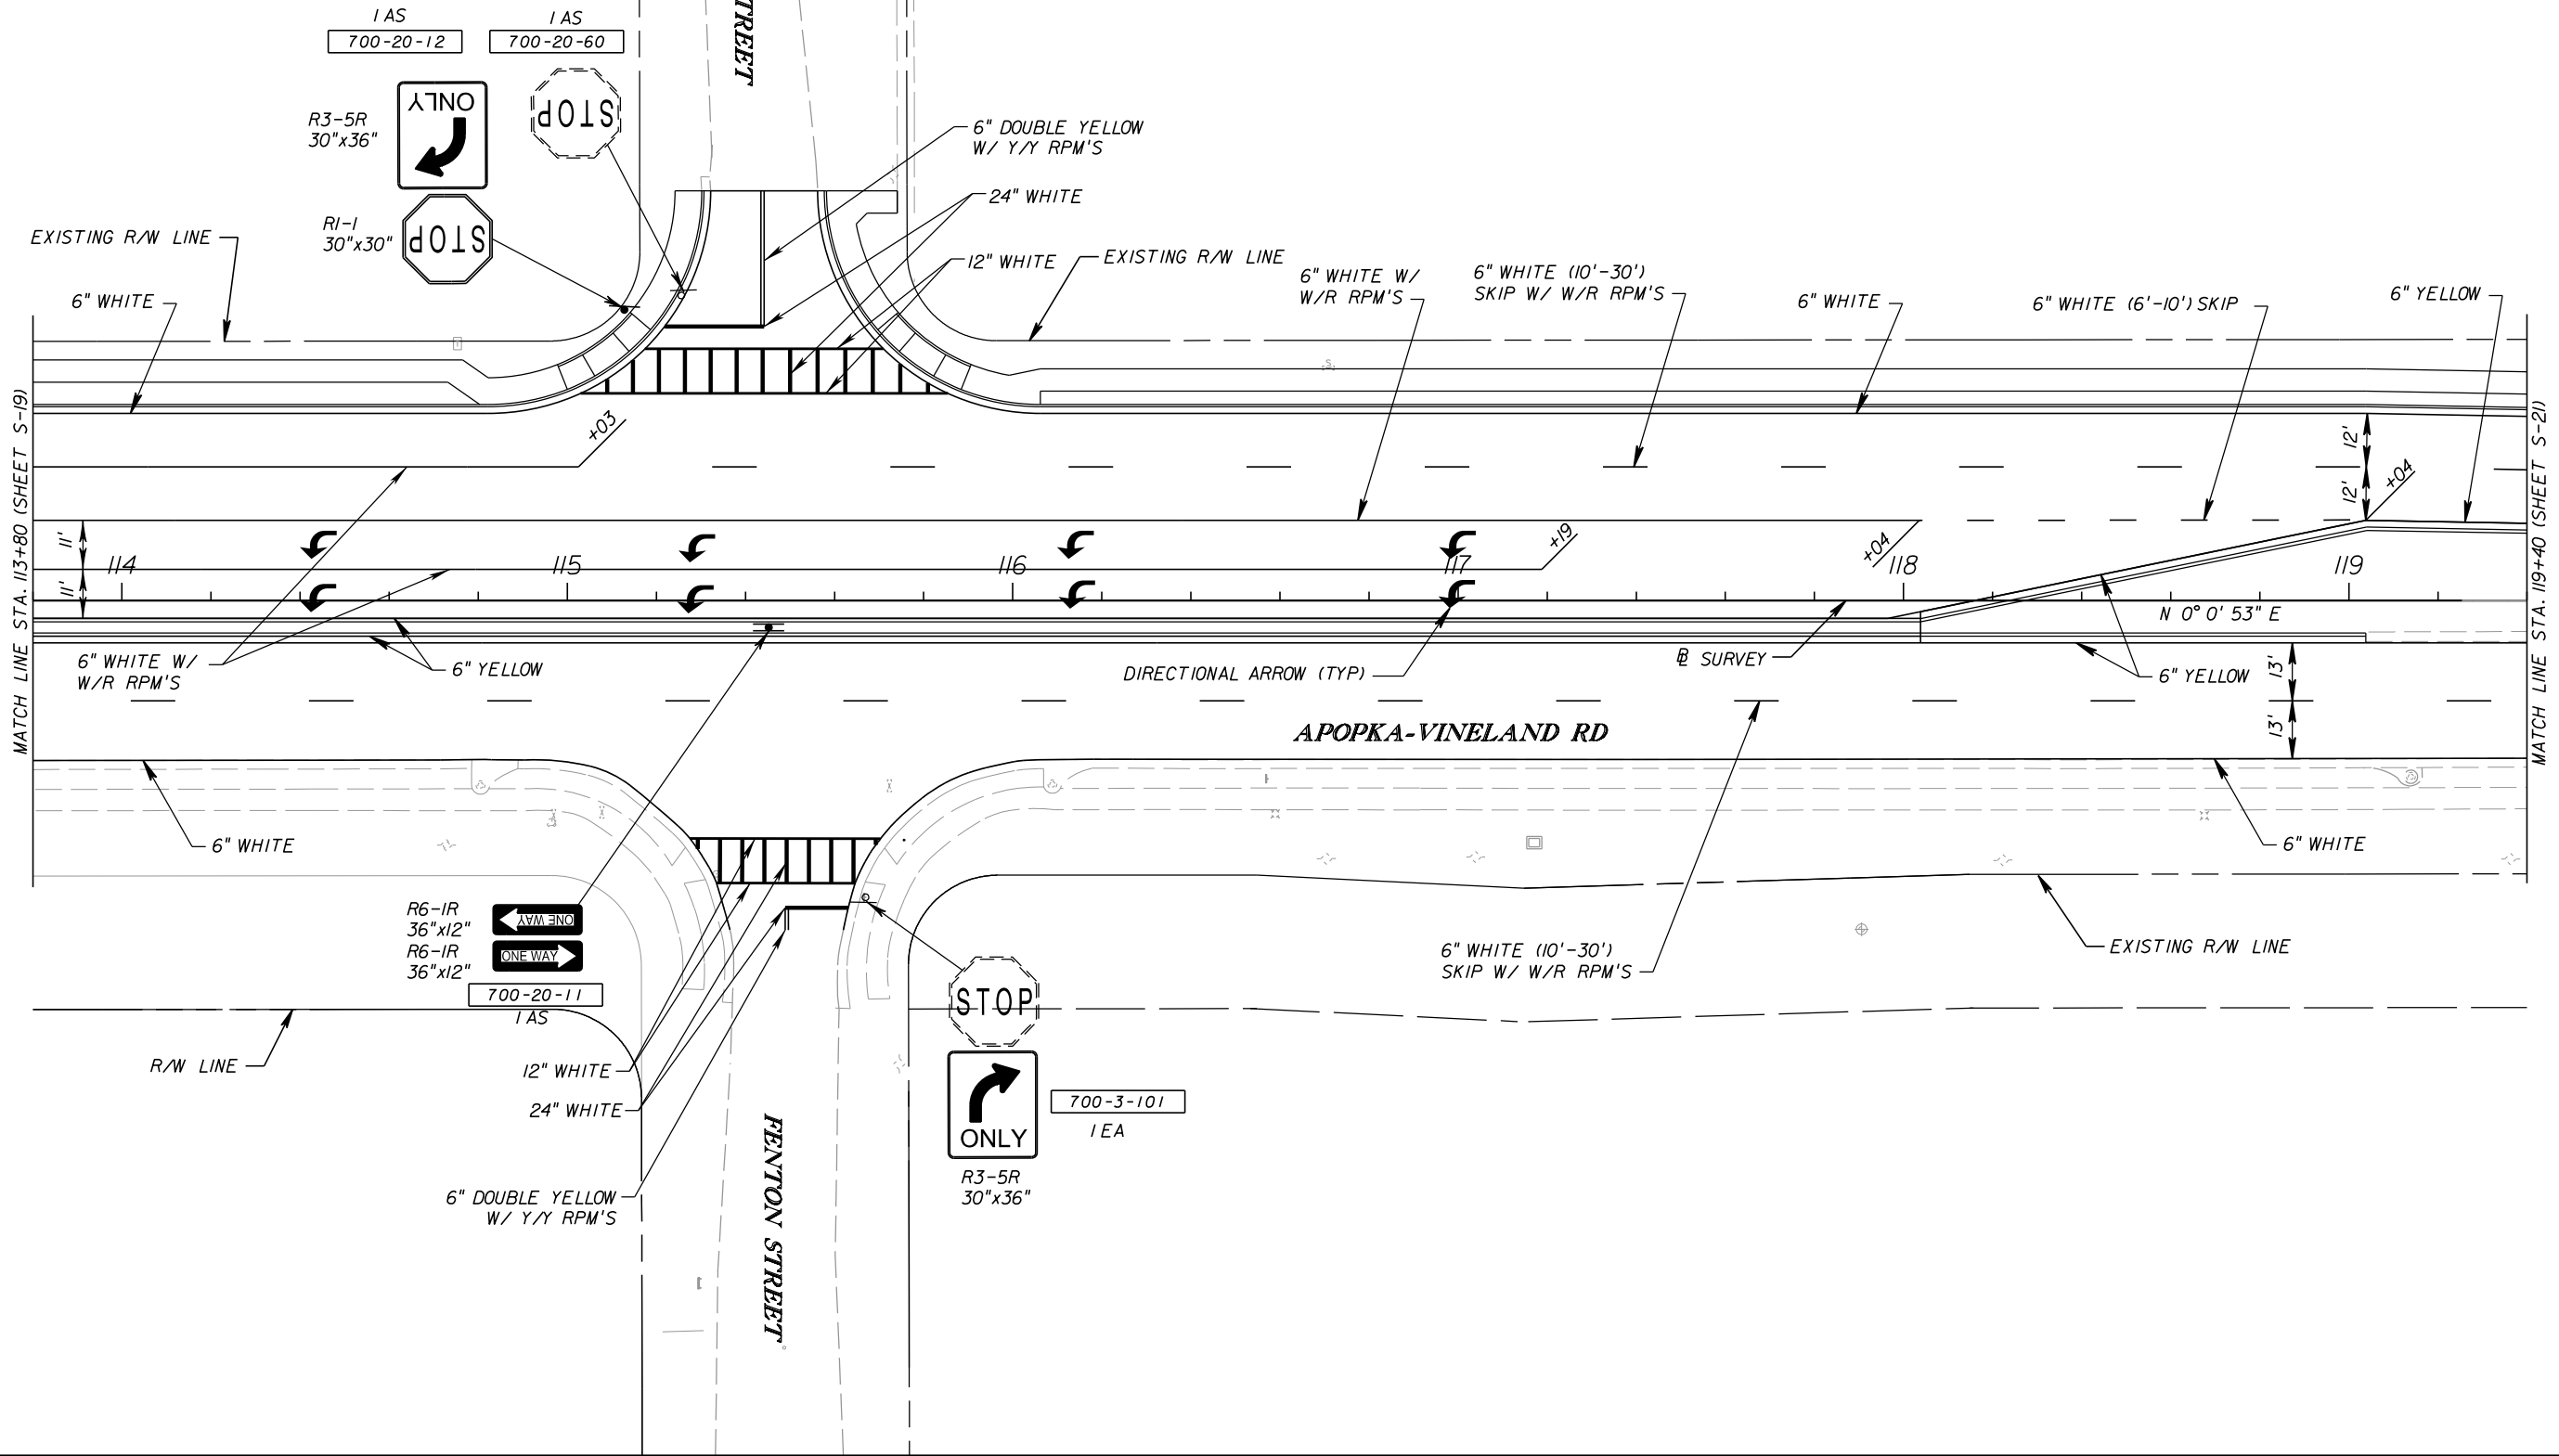 1 AS
700-20-12
1 AS
700-20-60
TREET
ONLY
R3-5R
30"x36"
STOP
R1-1
30"x30"
STOP
6" DOUBLE YELLOW
W/ Y/Y RPM'S
24" WHITE
12" WHITE
EXISTING R/W LINE
EXISTING R/W LINE
6" WHITE
6" WHITE W/
W/R RPM'S
6" WHITE (10'-30')
SKIP W/ W/R RPM'S
6" WHITE
6" WHITE (6'-10') SKIP
6" YELLOW
MATCH LINE STA. 113+80 (SHEET S-19)
MATCH LINE STA. 119+40 (SHEET S-21)
+03
12'
12'
+04
11'
11'
+19
+04
114
115
116
117
118
119
N 0° 0' 53" E
6" WHITE W/
W/R RPM'S
6" YELLOW
DIRECTIONAL ARROW (TYP)
BL SURVEY
6" YELLOW
13'
13'
APOPKA-VINELAND RD
6" WHITE
6" WHITE
R6-1R
36"x12"
ONE WAY
R6-1R
36"x12"
ONE WAY
700-20-11
1 AS
R/W LINE
12" WHITE
24" WHITE
6" DOUBLE YELLOW
W/ Y/Y RPM'S
FENTON STREET
STOP
ONLY
700-3-101
1 EA
R3-5R
30"x36"
6" WHITE (10'-30')
SKIP W/ W/R RPM'S
EXISTING R/W LINE